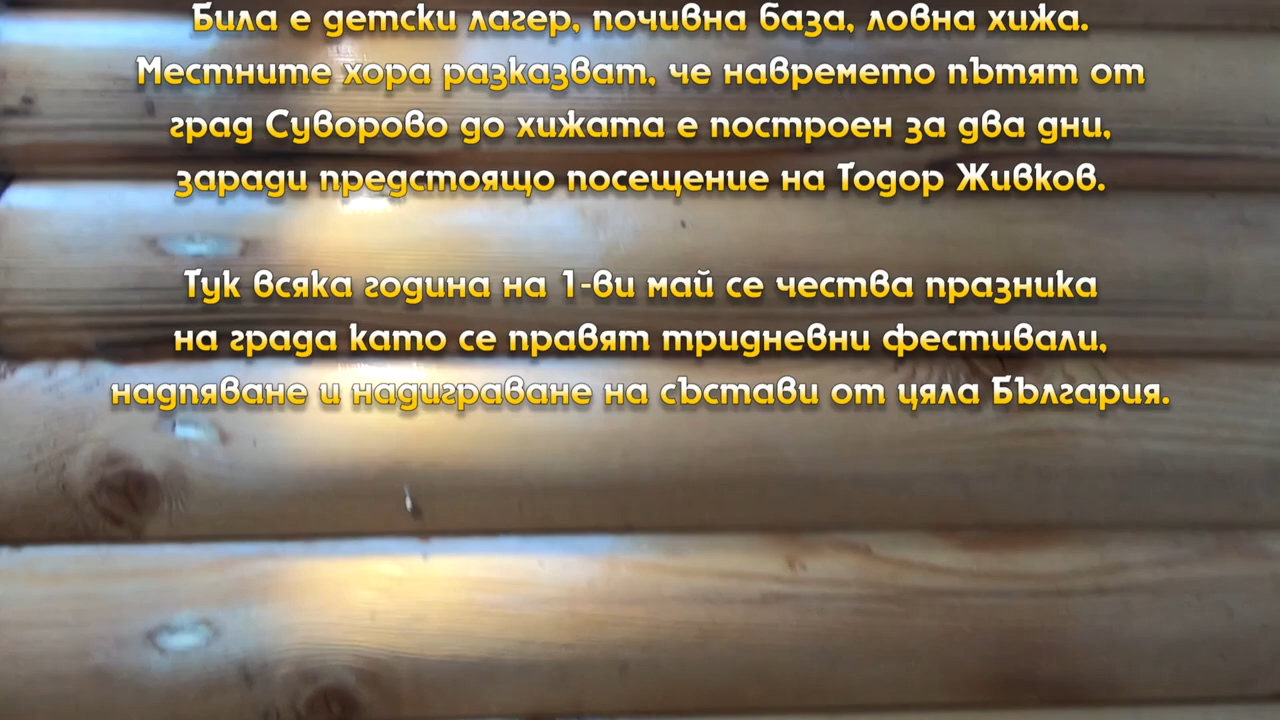 Била е детски лагер, почивна база, ловна хижа.
Местните хора разказват, че навремето пътят от
град Суворово до хижата е построен за два дни,
заради предстоящо посещение на Тодор Живков.
Тук всяка година на 1-ви май се чества празника
на града като се правят тридневни фестивали,
надпяване и надиграване на състави от цяла България.